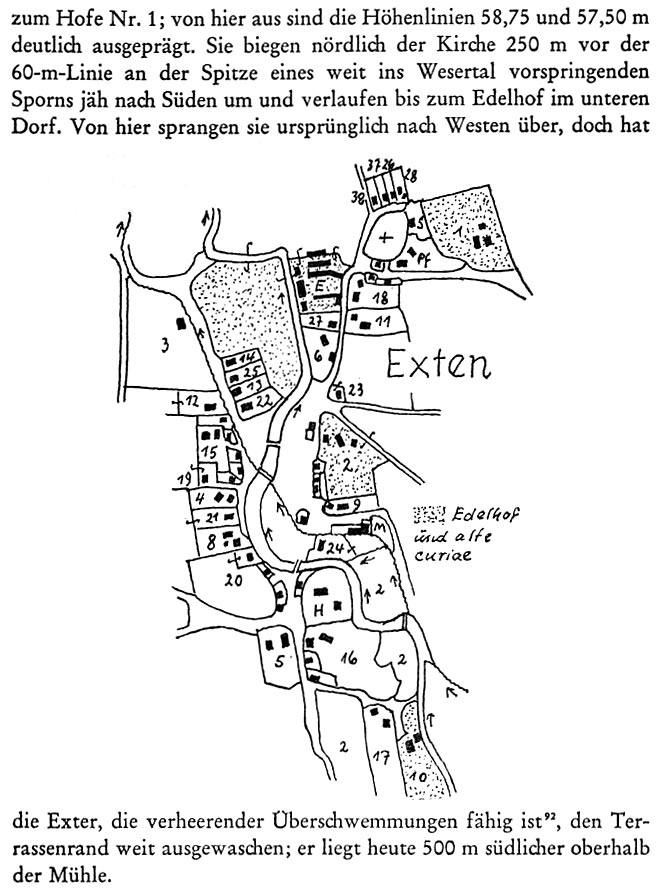 zum Hofe Nr. 1; von hier aus sind die Höhenlinien 58,75 und 57,50 m
deutlich ausgeprägt. Sie biegen nördlich der Kirche 250 m vor der
60-m-Linie an der Spitze eines weit ins Wesertal vorspringenden
Sporns jäh nach Süden um und verlaufen bis zum Edelhof im unteren
Dorf. Von hier sprangen sie ursprünglich nach Westen über, doch hat
37 26
28
38
5
1
Pf
E
18
27
11
3
6
Exten
14
25
13
23
12
22
15
2
19
4
9
21
M
Edelhof
und alte
curiae
8
24
20
2
H
5
16
2
2
17
10
die Exter, die verheerender Überschwemmungen fähig ist⁹², den Ter-
rassenrand weit ausgewaschen; er liegt heute 500 m südlicher oberhalb
der Mühle.